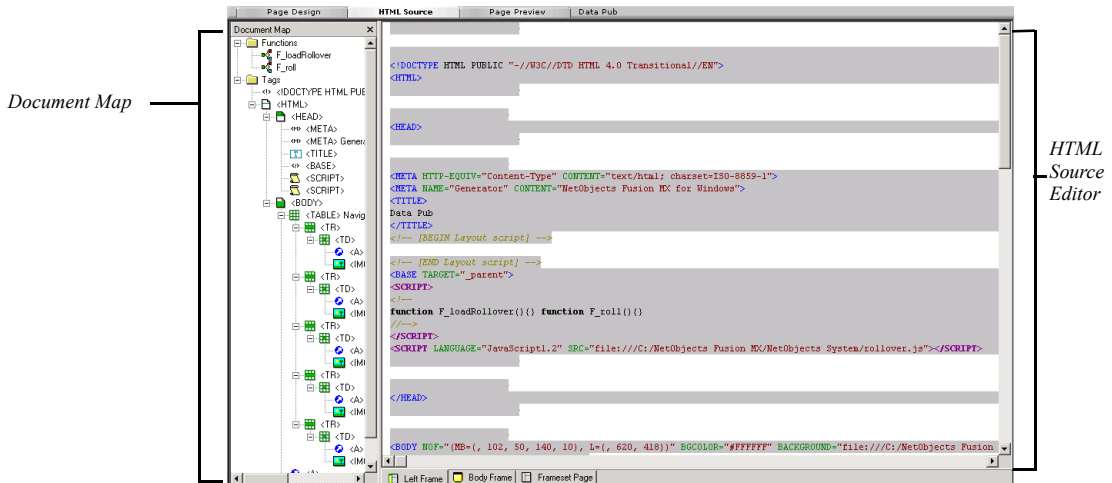 Page Design HTML Source Page Preview Data Pub
Document Map
Document Map
Functions
F_loadRollover
F_roll
Tags
<!DOCTYPE HTML PUB
<HTML>
<HEAD>
<META>
<META> Genera
<TITLE>
<BASE>
<SCRIPT>
<SCRIPT>
<BODY>
<TABLE> Navig
<TR>
<TD>
<A>
<IM
<TR>
<TD>
<A>
<IM
<TR>
<TD>
<A>
<IM
<TR>
<TD>
<A>
<IM
<TR>
<TD>
<A>
<IM
<!DOCTYPE HTML PUBLIC "-//W3C//DTD HTML 4.0 Transitional//EN">
<HTML>
<HEAD>
<META HTTP-EQUIV="Content-Type" CONTENT="text/html; charset=ISO-8859-1">
<META NAME="Generator" CONTENT="NetObjects Fusion MX for Windows">
<TITLE>
Data Pub
</TITLE>
<!-- [BEGIN Layout script] -->
<!-- [END Layout script] -->
<BASE TARGET="_parent">
<SCRIPT>
<!--
function F_loadRollover(){} function F_roll(){}
//-->
</SCRIPT>
<SCRIPT LANGUAGE="JavaScript1.2" SRC="file:///C:/NetObjects Fusion MX/NetObjects System/rollover.js"></SCRIPT>
</HEAD>
<BODY NOF="(MB=(, 102, 50, 140, 10), L=(, 620, 418))" BGCOLOR="#FFFFFF" BACKGROUND="file:///C:/NetObjects Fusion
Left Frame Body Frame Frameset Page
HTML
Source
Editor